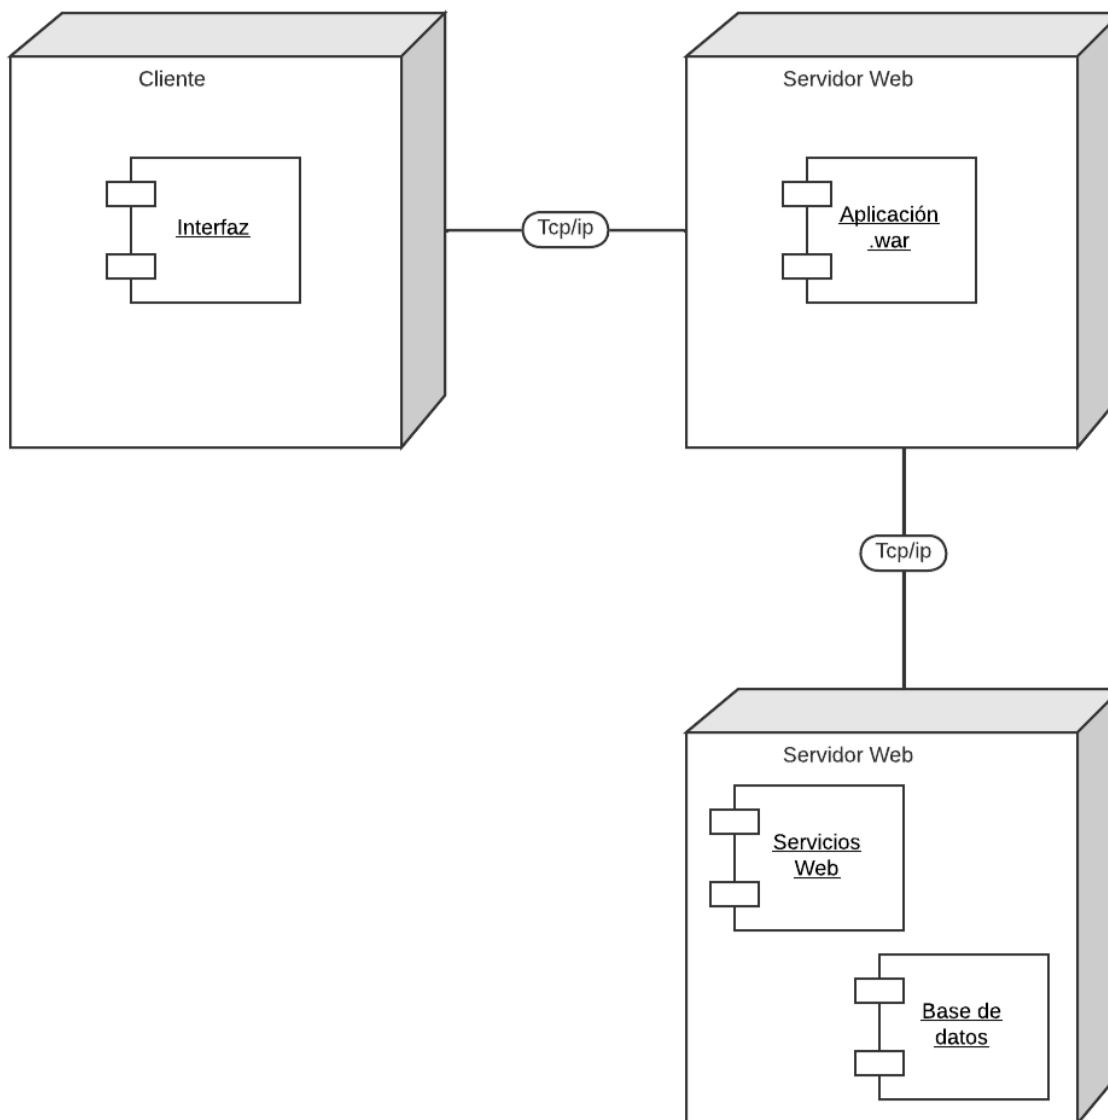 Cliente
Servidor Web
Interfaz
Tcp/ip
Aplicación
.war
Tcp/ip
Servidor Web
Servicios
Web
Base de
datos